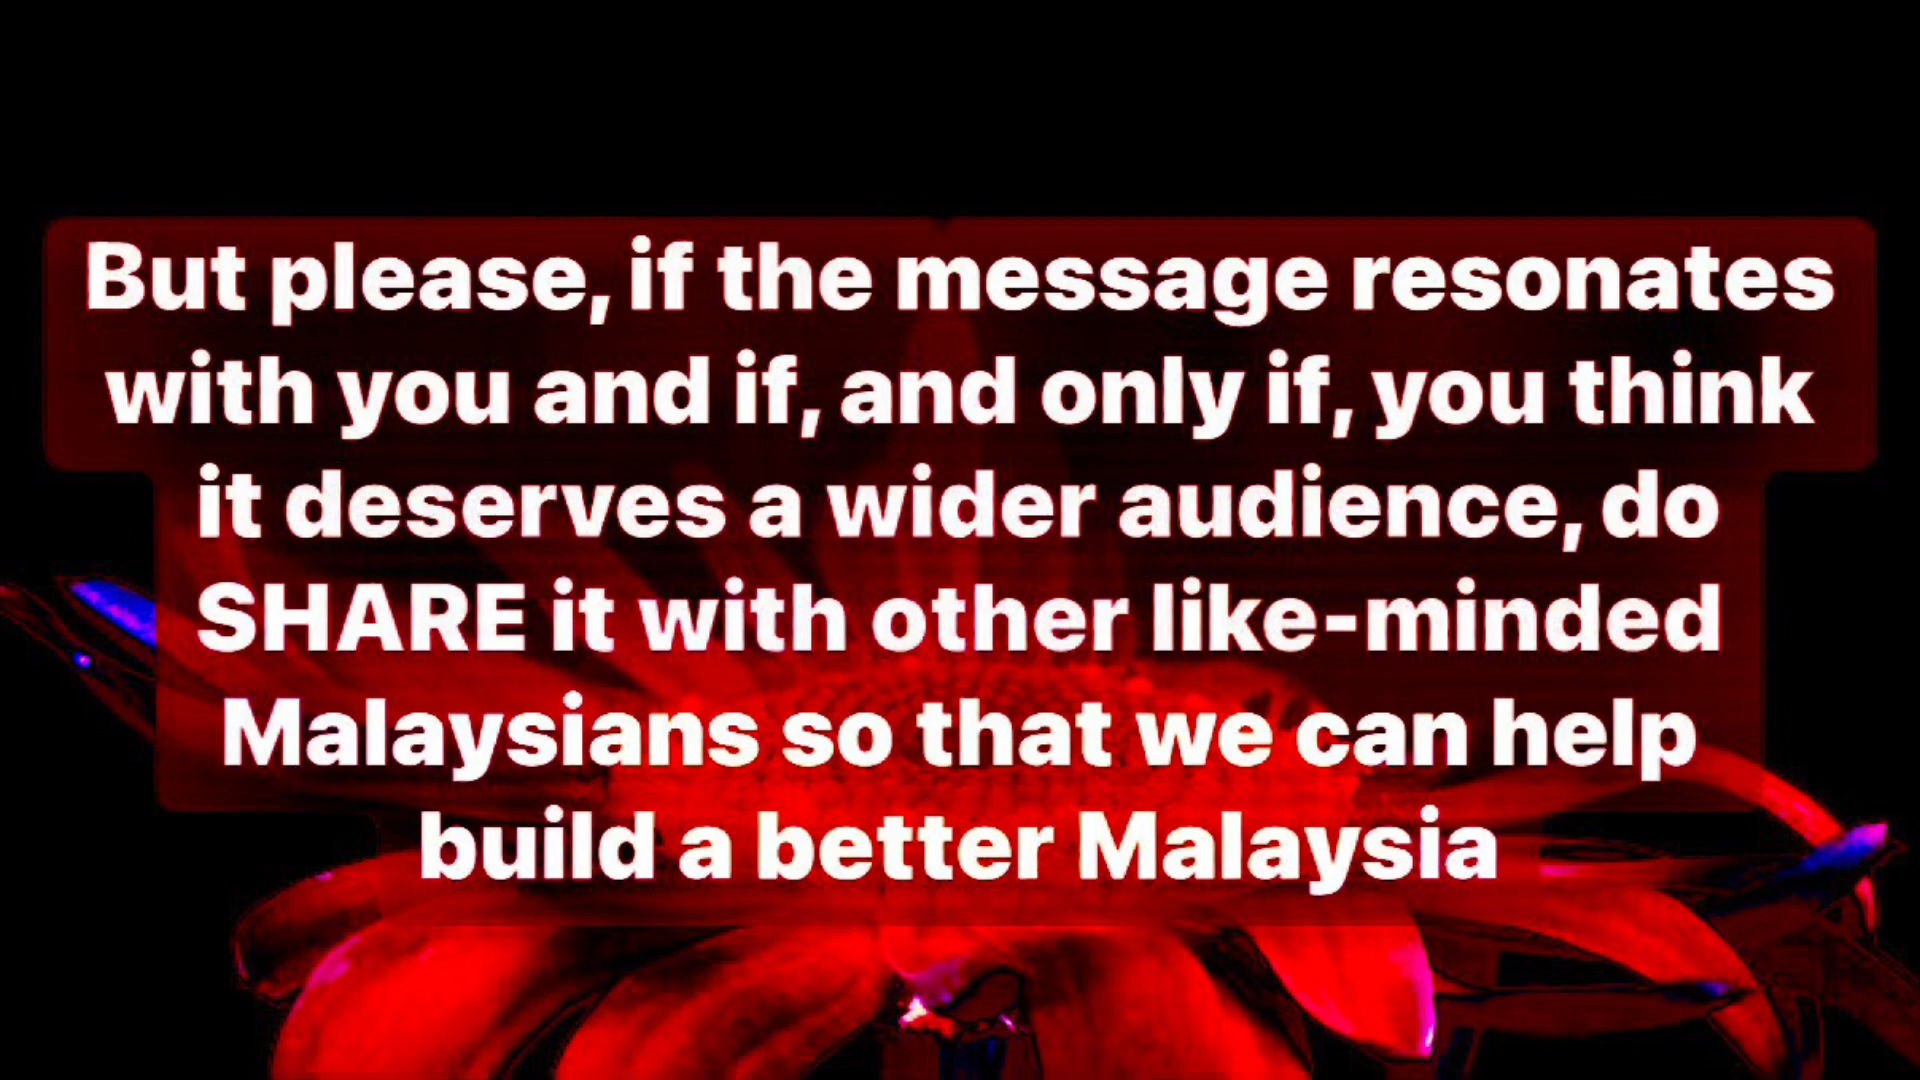 But please, if the message resonates
with you and if, and only if, you think
it deserves a wider audience, do
SHARE it with other like-minded
Malaysians so that we can help
build a better Malaysia